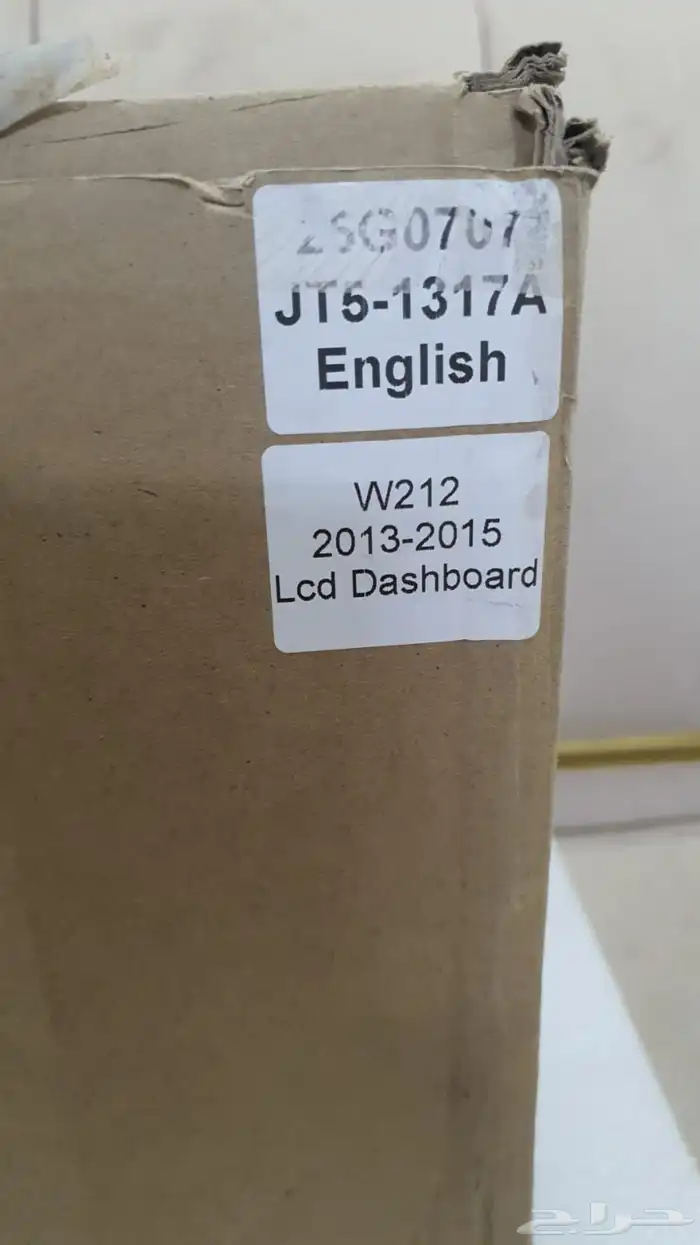 JT5-1317A
English
W212
2013-2015
Lcd Dashboard
حراج